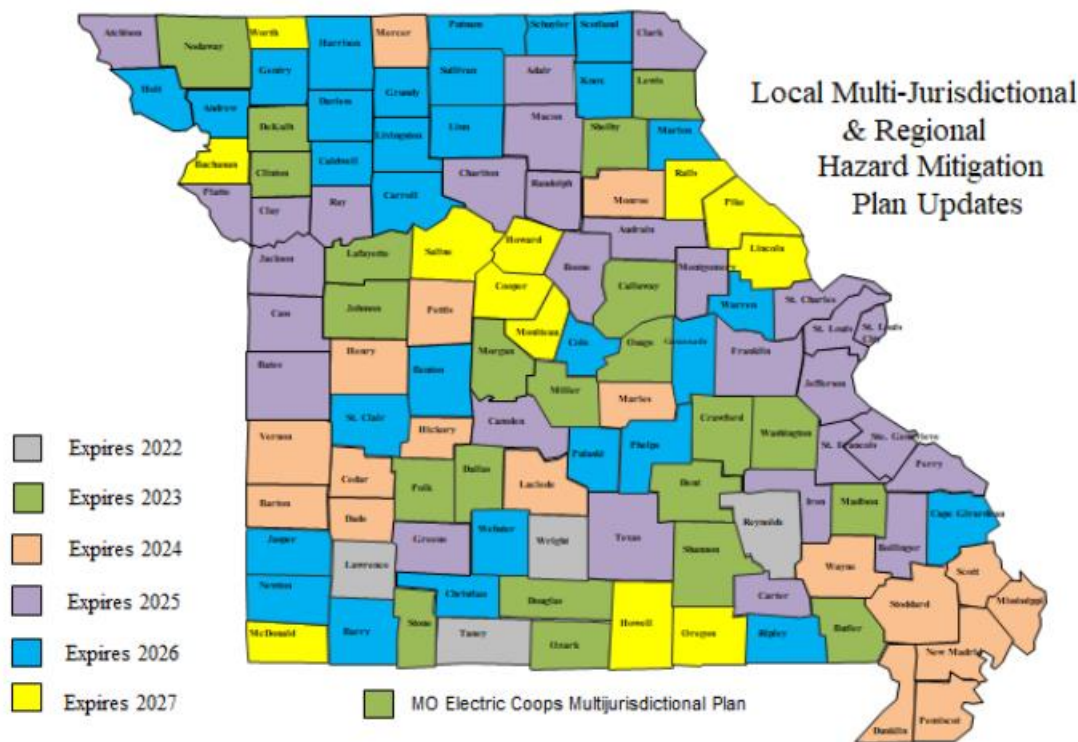 Local Multi-Jurisdictional
& Regional
Hazard Mitigation
Plan Updates
Atchison
Nodaway
Worth
Harrison
Mercer
Putnam
Schuyler
Scotland
Clark
Holt
Andrew
Gentry
Daviess
Grundy
Sullivan
Adair
Knox
Lewis
Buchanan
DeKalb
Clinton
Caldwell
Livingston
Linn
Macon
Shelby
Marion
Platte
Clay
Ray
Carroll
Chariton
Randolph
Monroe
Ralls
Pike
Jackson
Lafayette
Saline
Howard
Boone
Audrain
Montgomery
Lincoln
Cass
Johnson
Pettis
Cooper
Moniteau
Cole
Callaway
Osage
Gasconade
Warren
St. Charles
St. Louis
St. Louis
City
Bates
Henry
Benton
Morgan
Miller
Maries
Franklin
Jefferson
Vernon
St. Clair
Hickory
Camden
Pulaski
Phelps
Crawford
Washington
St. Francois
Ste. Genevieve
Perry
Barton
Cedar
Dade
Polk
Dallas
Laclede
Texas
Dent
Iron
Reynolds
Madison
Bollinger
Cape Girardeau
Jasper
Lawrence
Greene
Webster
Wright
Shannon
Carter
Wayne
Scott
Stoddard
Mississippi
Newton
McDonald
Barry
Stone
Christian
Taney
Douglas
Ozark
Howell
Oregon
Ripley
Butler
New Madrid
Dunklin
Pemiscot
Expires 2022
Expires 2023
Expires 2024
Expires 2025
Expires 2026
Expires 2027
MO Electric Coops Multijurisdictional Plan